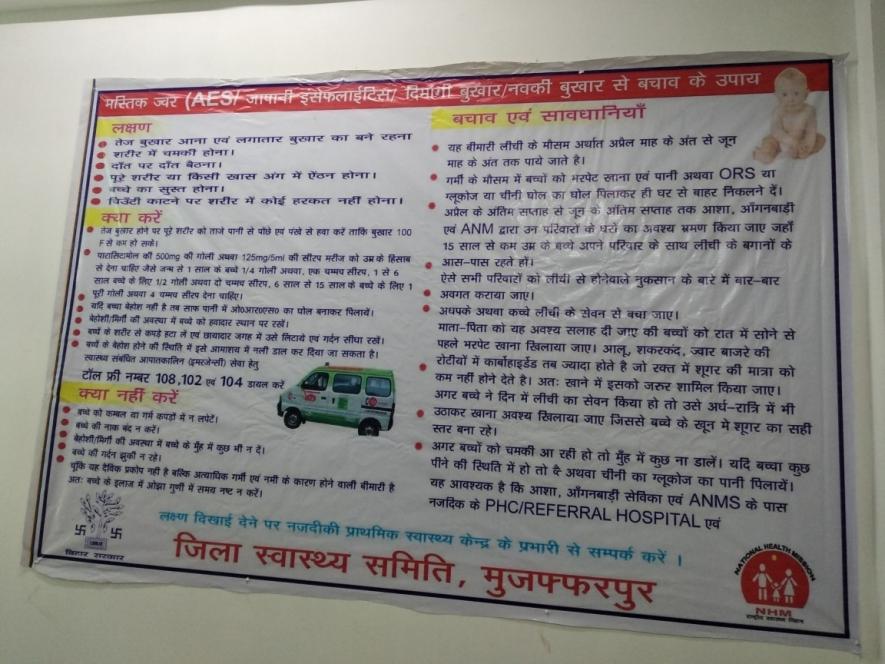 मस्तिक ज्वर (AES/ जापानी इंसेफलाईटिस/ दिमागी बुखार/नवकी बुखार से बचाव के उपाय
लक्षण
तेज बुखार आना एवं लगातार बुखार का बने रहना
शरीर में चमकी होना।
दाँत पर दाँत बैठना।
पूरे शरीर या किसी खास अंग में ऐंठन होना।
बच्चे का सुस्त होना।
चिउँटी काटने पर शरीर में कोई हरकत नहीं होना।
क्या करें
तेज बुखार होने पर पूरे शरीर को ताजे पानी से पोछें एवं पंखे से हवा करें ताकि बुखार 100
F से कम हो सके।
पारासिटामोल की 500mg की गोली अथवा 125mg/5ml की सीरप मरीज को उम्र के हिसाब
से देना चाहिए जैसे जन्म से 1 साल के बच्चे 1/4 गोली अथवा, एक चम्मच सीरप, 1 से 6
साल बच्चे के लिए 1/2 गोली अथवा दो चम्मच सीरप, 6 साल से 15 साल के बच्चे के लिए 1
पूरी गोली अथवा 4 चम्मच सीरप देना चाहिए।
यदि बच्चा बेहोश नही है तब साफ पानी में ओ0आर0एस0 का घोल बनाकर पिलायें।
बेहोशी/मिर्गी की अवस्था में बच्चे को हवादार स्थान पर रखें।
बच्चे के शरीर से कपड़े हटा लें एवं छायादार जगह में उसे लिटायें एवं गर्दन सीधा रखें।
बच्चे के बेहोश होने की स्थिति में इसे आमाशय में नली डाल कर दिया जा सकता है।
स्वास्थ्य संबंधित आपातकालिन (इमरजेन्सी) सेवा हेतु
टॉल फ्री नम्बर 108,102 एवं 104 डायल करें
क्या नहीं करें
बच्चे को कम्बल या गर्म कपड़ों में न लपेटें।
बच्चे की नाक बंद न करें।
बेहोशी/मिर्गी की अवस्था में बच्चे के मुँह में कुछ भी न दें।
बच्चे की गर्दन झुकी न रहे।
चूंकि यह दैविक प्रकोप नही है बल्कि अत्याधिक गर्मी एवं नमी के कारण होने वाली बीमारी है
अतः बच्चे के इलाज में ओझा गुणी में समय नष्ट न करें।
बचाव एवं सावधानियाँ
यह बीमारी लीची के मौसम अर्थात अप्रैल माह के अंत से जून
माह के अंत तक पाये जाते है।
गर्मी के मौसम में बच्चों को भरपेट खाना एवं पानी अथवा ORS या
ग्लूकोज या चीनी घोल का घोल पिलाकर ही घर से बाहर निकलने दें।
अप्रैल के अंतिम सप्ताह से जून के अंतिम सप्ताह तक आशा, आँगनबाड़ी
एवं ANM द्वारा उन परिवारों के घरों का अवश्य भ्रमण किया जाए जहाँ
15 साल से कम उम्र के बच्चे अपने परिवार के साथ लीची के बगानों के
आस-पास रहते हों।
ऐसे सभी परिवारों को लीची से होनेवाले नुकसान के बारे में बार-बार
अवगत कराया जाए।
अधपके अथवा कच्चे लीची के सेवन से बचा जाए।
माता-पिता को यह अवश्य सलाह दी जाए की बच्चों को रात में सोने से
पहले भरपेट खाना खिलाया जाए। आलू, शकरकंद, ज्वार बाजरे की
रोटीयों में कार्बोहाईडेड तब ज्यादा होते है जो रक्त में शूगर की मात्रा को
कम नहीं होने देते है। अतः खाने में इसको जरुर शामिल किया जाए।
अगर बच्चे ने दिन में लीची का सेवन किया हो तो उसे अर्ध-रात्रि में भी
उठाकर खाना अवश्य खिलाया जाए जिससे बच्चे के खून मे शूगर का सही
स्तर बना रहे।
अगर बच्चों को चमकी आ रही हो तो मुँह में कुछ ना डालें। यदि बच्चा कुछ
पीने की स्थिति में हो तो दै अथवा चीनी का ग्लूकोज का पानी पिलायें।
यह आवश्यक है कि आशा, आँगनबाड़ी सेविका एवं ANMS के पास
नजदिक के PHC/REFERRAL HOSPITAL एवं
लक्ष्ण दिखाई देने पर नजदीकी प्राथमिक स्वास्थ्य केन्द्र के प्रभारी से सम्पर्क करें ।
बिहार सरकार
जिला स्वास्थ्य समिति, मुजफ्फरपुर
NATIONAL HEALTH MISSION
NHM
राष्ट्रीय स्वास्थ्य मिशन